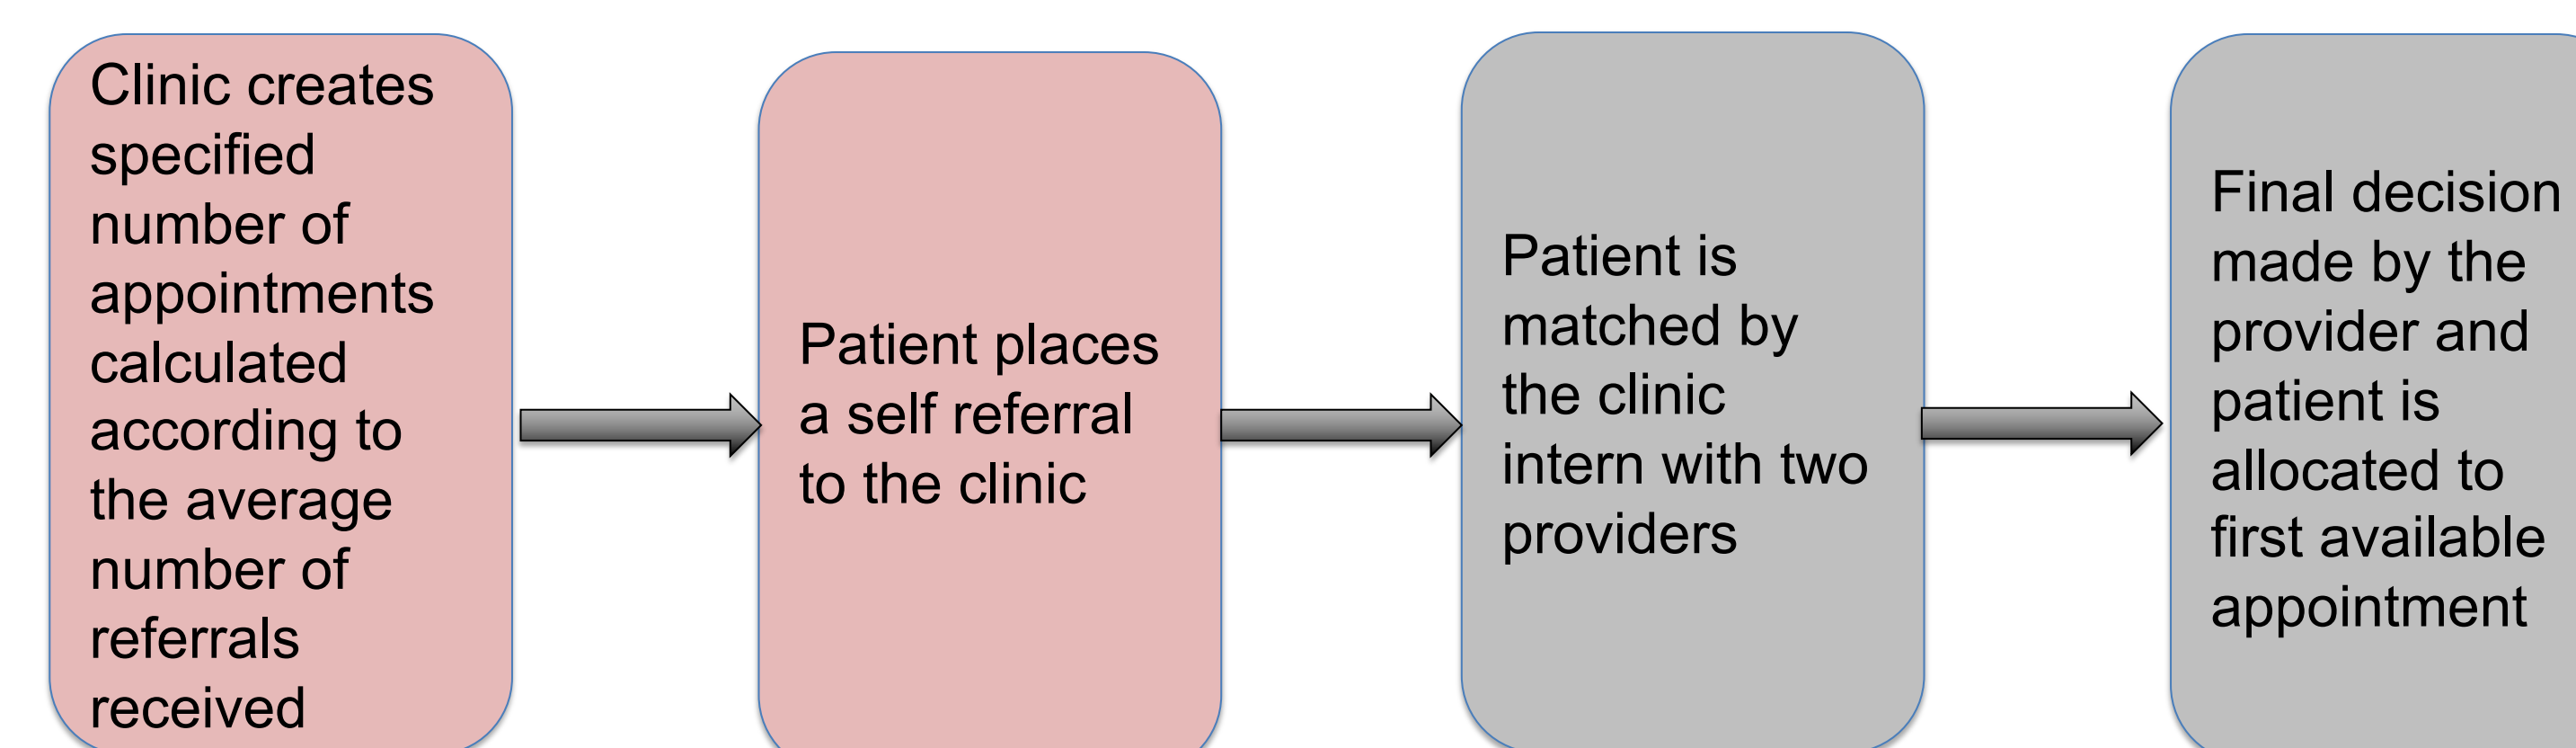 Clinic creates
specified
number of
appointments
calculated
according to
the average
number of
referrals
received
Patient places
a self referral
to the clinic
Patient is
matched by
the clinic
intern with two
providers
Final decision
made by the
provider and
patient is
allocated to
first available
appointment